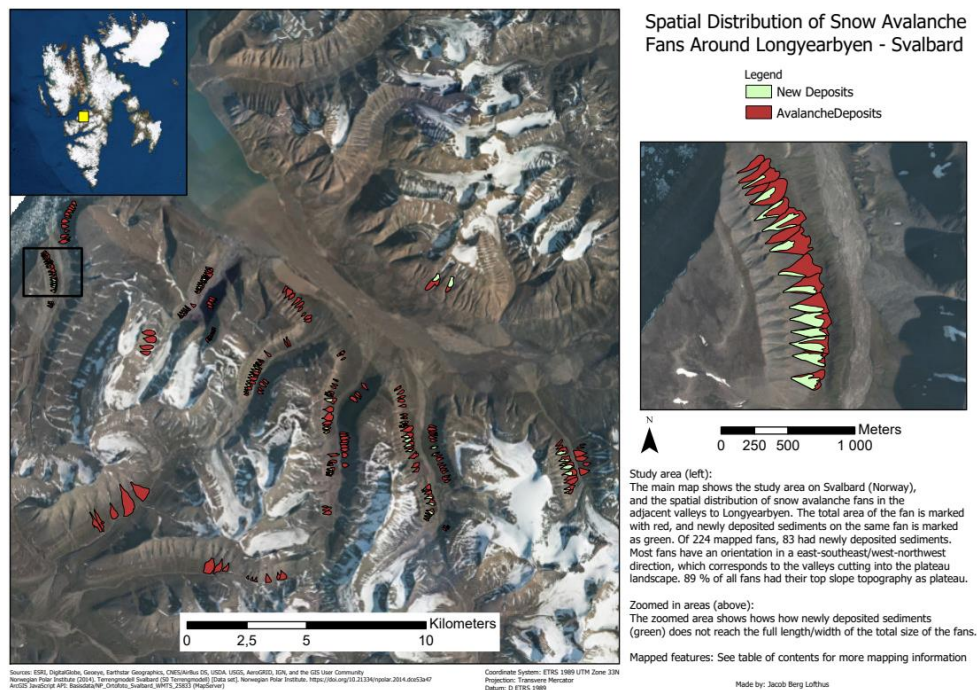 Spatial Distribution of Snow Avalanche
Fans Around Longyearbyen - Svalbard
Legend
New Deposits
AvalancheDeposits
N
Meters
0 250 500 1 000
Study area (left):
The main map shows the study area on Svalbard (Norway),
and the spatial distribution of snow avalanche fans in the
adjacent valleys to Longyearbyen. The total area of the fan is marked
with red, and newly deposited sediments on the same fan is marked
as green. Of 224 mapped fans, 83 had newly deposited sediments.
Most fans have an orientation in a east-southeast/west-northwest
direction, which corresponds to the valleys cutting into the plateau
landscape. 89 % of all fans had their top slope topography as plateau.
Zoomed in areas (above):
The zoomed area shows hows how newly deposited sediments
(green) does not reach the full length/width of the total size of the fans.
Mapped features: See table of contents for more mapping information
Made by: Jacob Berg Lofthus
Kilometers
0 2,5 5 10
Sources: ESRI, DigitalGlobe, Geoeye, Earthstar Geographics, CNES/AirBus DS, USDA, USGS, AeroGRID, IGN, and the GIS User Community
Norwegian Polar Institute (2014). Terrengmodell Svalbard (S0 Terrengmodell) [Data set]. Norwegian Polar Institute. https://doi.org/10.21334/npolar.2014.dce53a47
ArcGIS JavaScript API: Basisdata/NP_Ortofoto_Svalbard_WMTS_25833 (MapServer)
Coordinate System: ETRS 1989 UTM Zone 33N
Projection: Transvere Mercator
Datum: D ETRS 1989